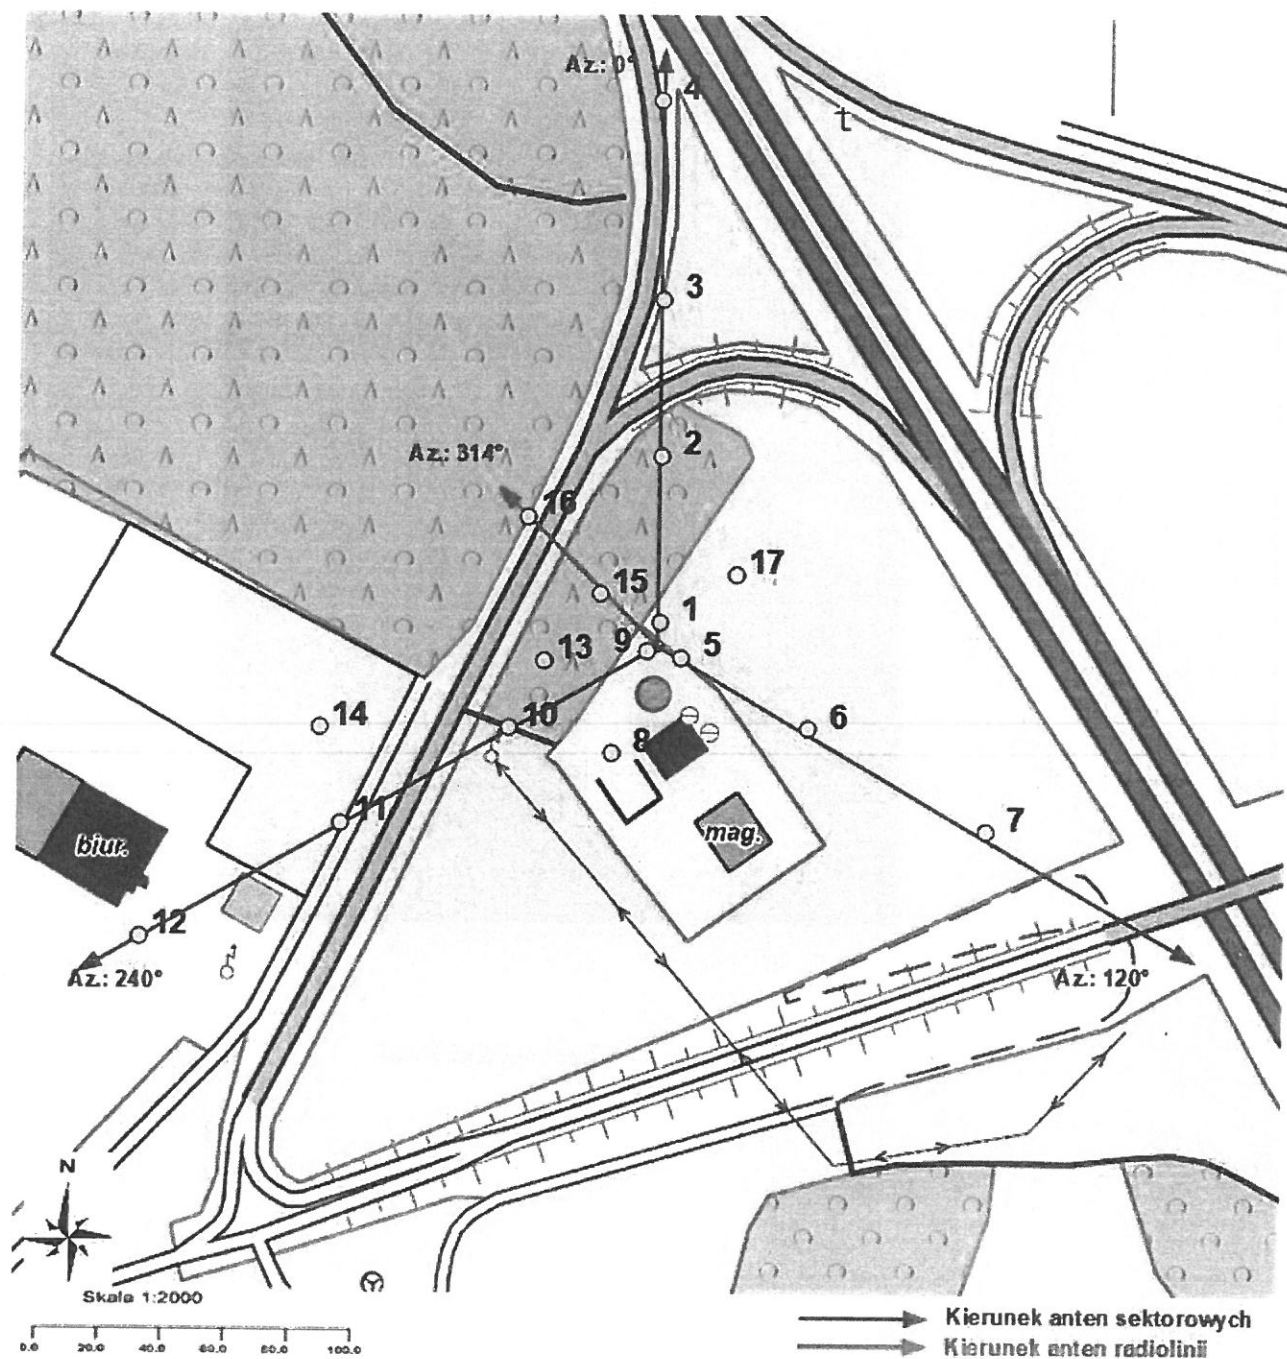 Az.: 0°
4
t
3
Az.: 314°
2
16
17
15
1
9
5
13
14
10
6
8
11
7
biur.
mag.
12
Az.: 240°
Az.: 120°
N
Skala 1:2000
0.0 20.0 40.0 60.0 80.0 100.0
Kierunek anten sektorowych
Kierunek anten radiolinii